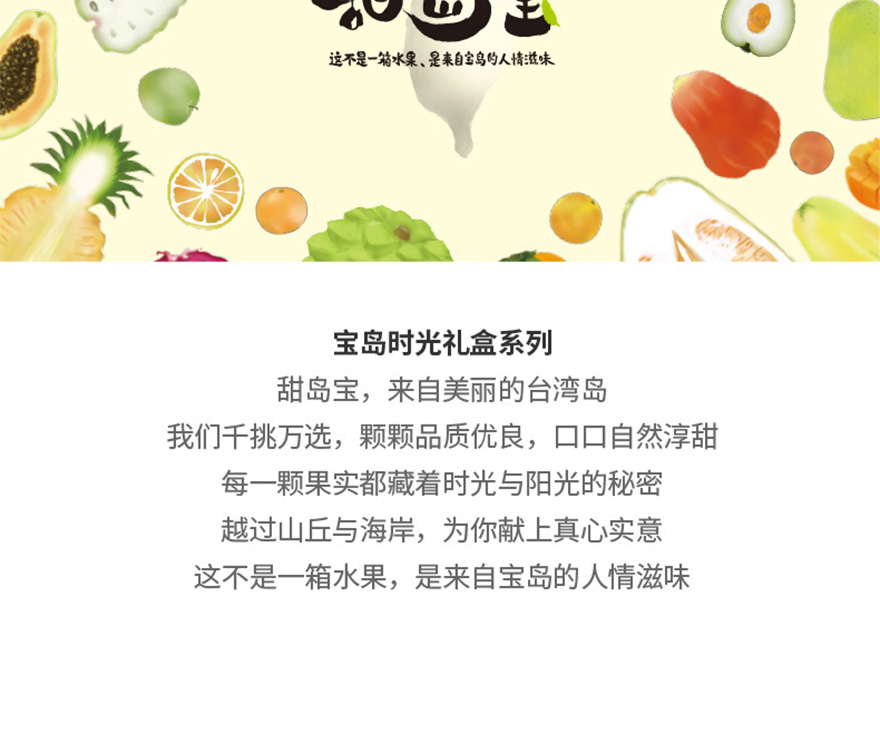 甜岛宝
这不是一箱水果、是来自宝岛的人情滋味
宝岛时光礼盒系列
甜岛宝，来自美丽的台湾岛
我们千挑万选，颗颗品质优良，口口自然淳甜
每一颗果实都藏着时光与阳光的秘密
越过山丘与海岸，为你献上真心实意
这不是一箱水果，是来自宝岛的人情滋味